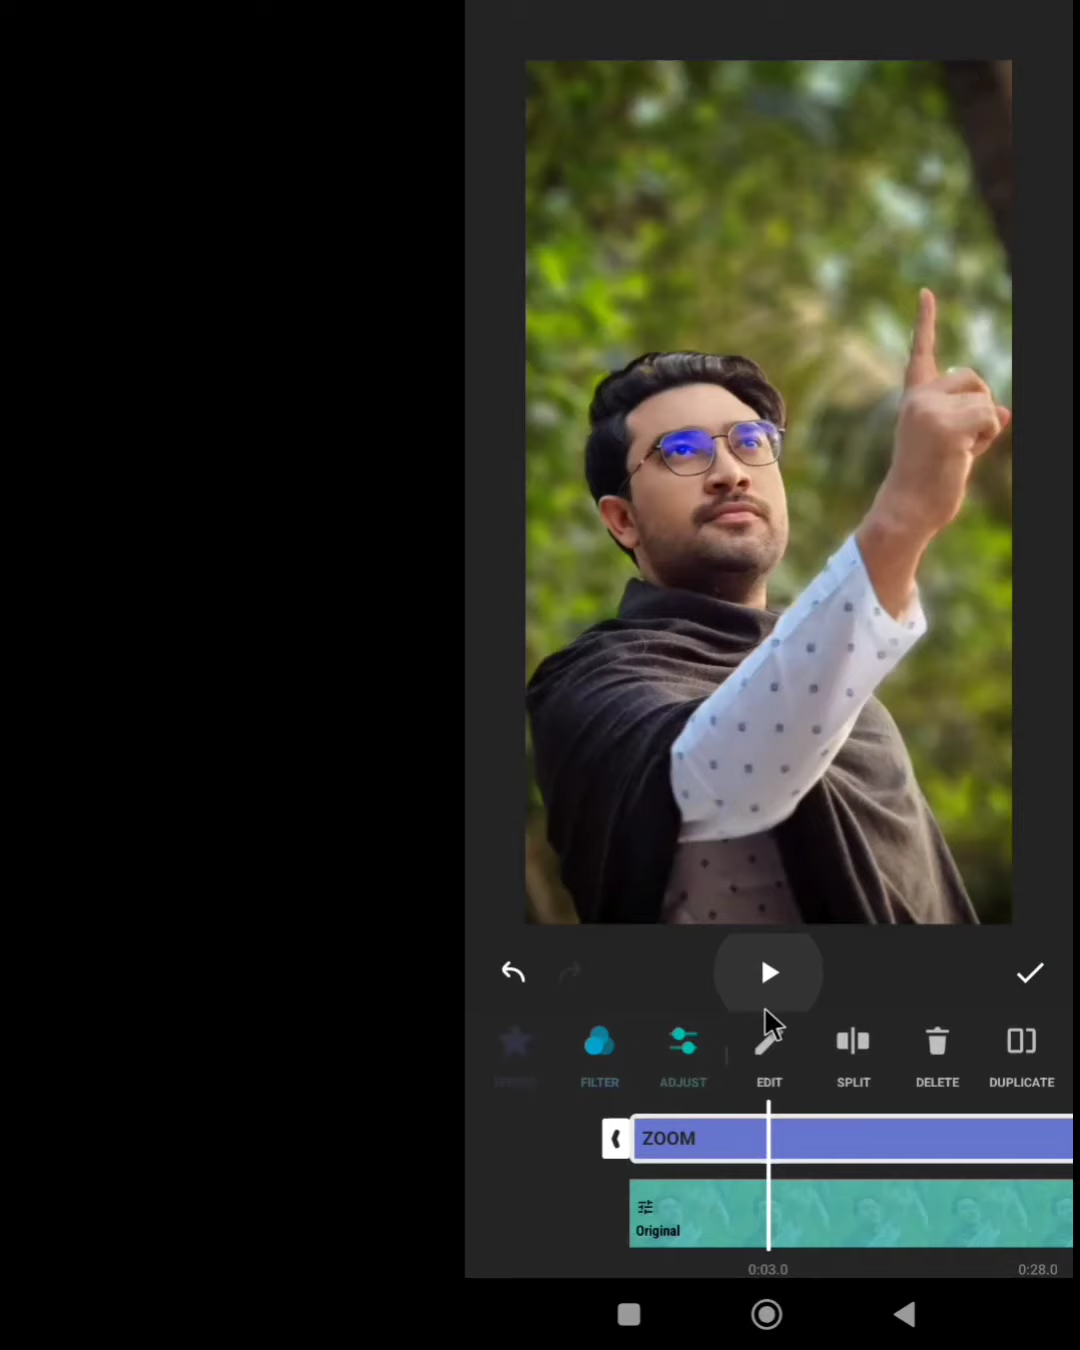 FILTER
ADJUST
EDIT
SPLIT
DELETE
DUPLICATE
ZOOM
Original
0:03.0
0:28.0